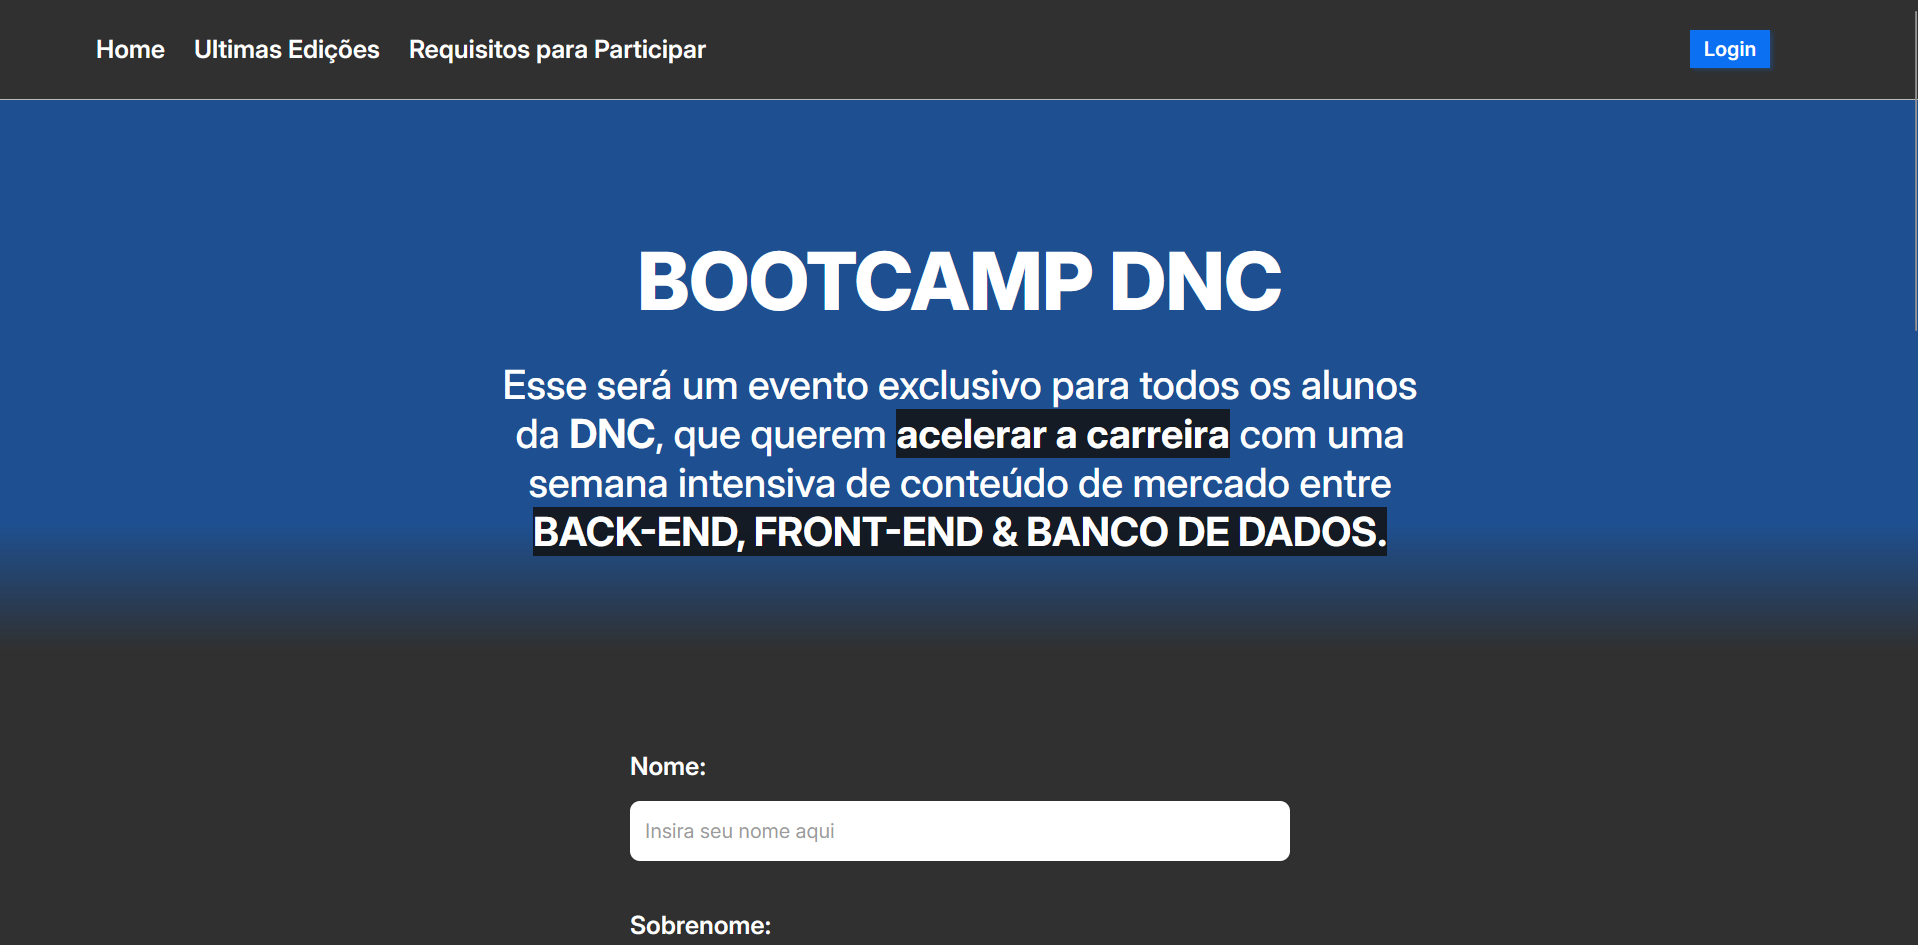 Home Ultimas Edições Requisitos para Participar Login
BOOTCAMP DNC
Esse será um evento exclusivo para todos os alunos
da DNC, que querem acelerar a carreira com uma
semana intensiva de conteúdo de mercado entre
BACK-END, FRONT-END & BANCO DE DADOS.
Nome:
Insira seu nome aqui
Sobrenome: